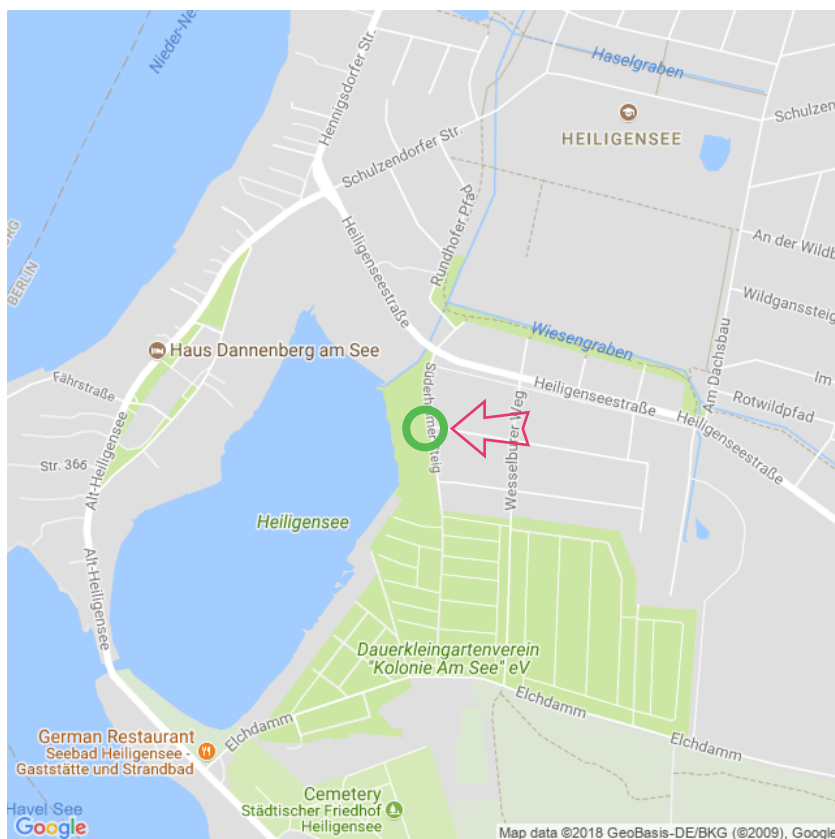 Nieder-Ne
Haselgraben
Hennigsdorfer Str.
Schulzen
HEILIGENSEE
Schulzendorfer Str.
Rundhofer Pfad
Heiligenseestraße
An der Wildb
BERLIN
Wildganssteig
Wiesengraben
Haus Dannenberg am See
Am Dachsbau
Im
Fährstraße
Heiligenseestraße
Rotwildpfad
Heiligenseestraße
Wesselburer Weg
Str. 366
Alt-Heiligensee
Heiligensee
Alt-Heiligensee
Dauerkleingartenverein
"Kolonie Am See" eV
Elchdamm
Elchdamm
Elchdamm
German Restaurant
Seebad Heiligensee -
Gaststätte und Strandbad
Cemetery
Städtischer Friedhof
Heiligensee
Havel See
Google
Map data ©2018 GeoBasis-DE/BKG (©2009), Google